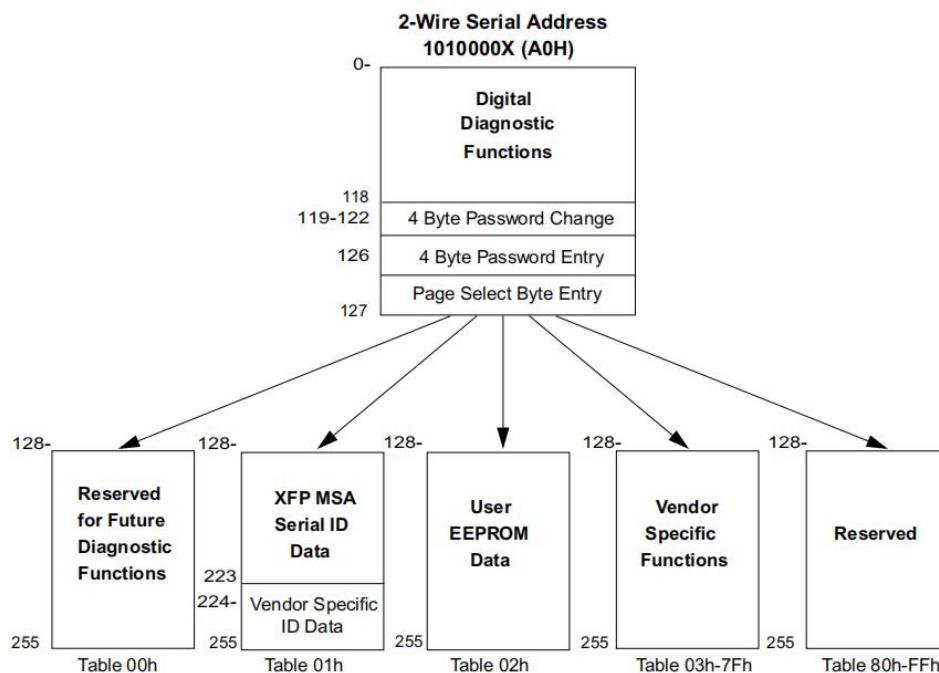 2-Wire Serial Address
1010000X (A0H)
0-
Digital
Diagnostic
Functions
118
119-122
4 Byte Password Change
126
4 Byte Password Entry
Page Select Byte Entry
127
128-
Reserved
for Future
Diagnostic
Functions
255
Table 00h
128-
XFP MSA
Serial ID
Data
223
224-
Vendor Specific
ID Data
255
Table 01h
128-
User
EEPROM
Data
255
Table 02h
128-
Vendor
Specific
Functions
255
Table 03h-7Fh
128-
Reserved
255
Table 80h-FFh